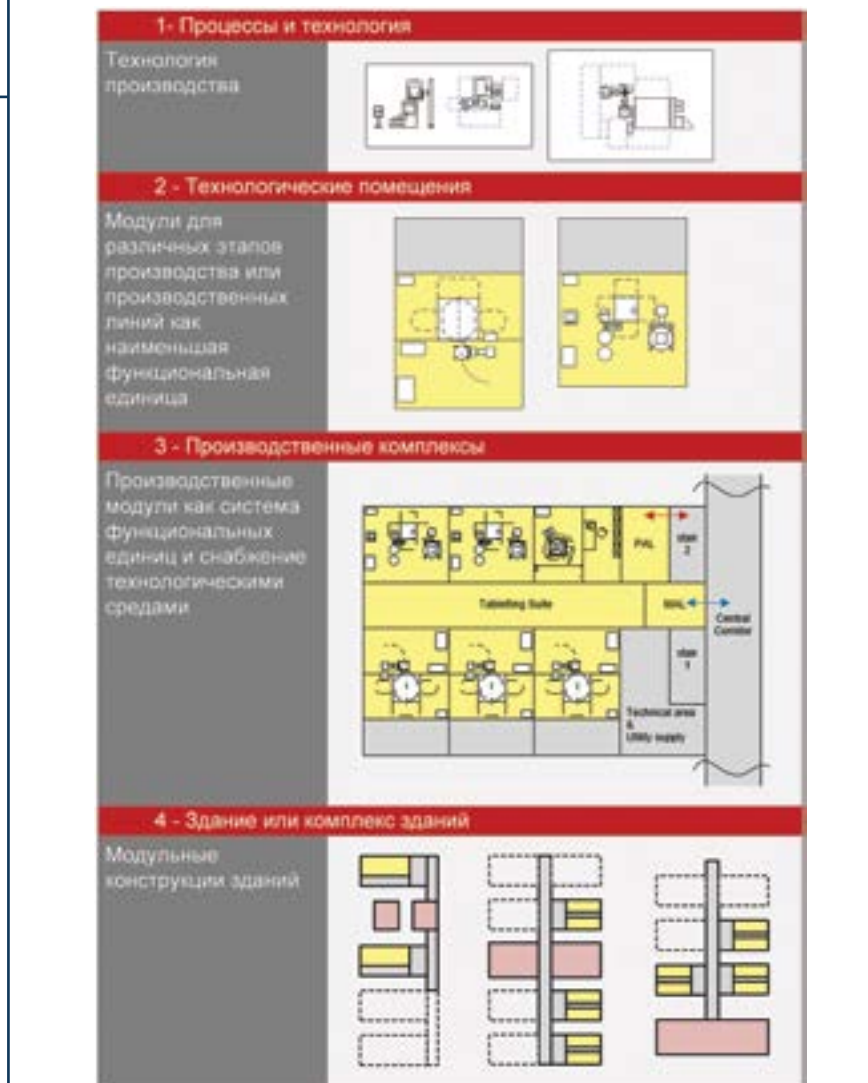 1- Процессы и технология
Технология
производства
2 - Технологические помещения
Модули для
различных этапов
производства или
производственных
линий как
наименьшая
функциональная
единица
3 - Производственные комплексы
Производственные
модули как система
функциональных
единиц и снабжение
технологическими
средами
PAL
stair
2
Tabletting Suite
MAL
Central
Corridor
stair
1
Technical area
&
Utility supply
4 - Здание или комплекс зданий
Модульные
конструкции зданий